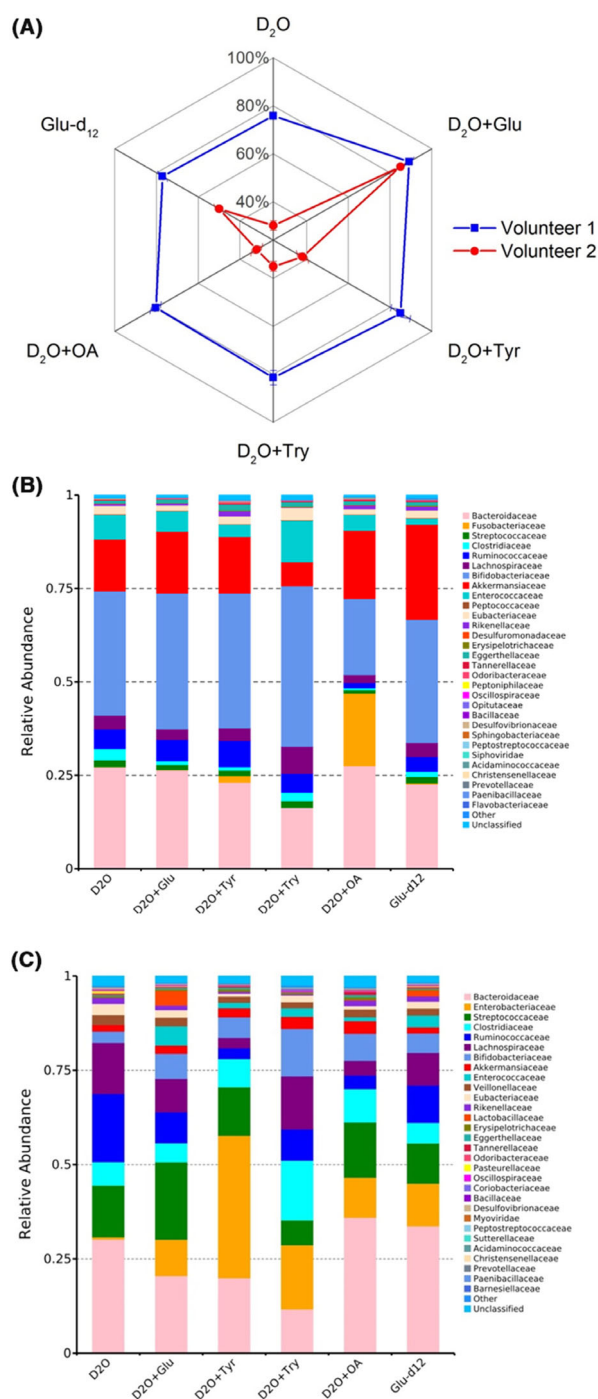 (A)
D2O
100%
80%
60%
40%
Glu-d12
D2O+Glu
Volunteer 1
Volunteer 2
D2O+OA
D2O+Tyr
D2O+Try
(B)
1
0.75
0.5
0.25
0
Relative Abundance
D2O
D2O+Glu
D2O+Tyr
D2O+Try
D2O+OA
Glu-d12
Bacteroidaceae
Fusobacteriaceae
Streptococcaceae
Clostridiaceae
Ruminococcaceae
Lachnospiraceae
Bifidobacteriaceae
Akkermansiaceae
Enterococcaceae
Peptococcaceae
Eubacteriaceae
Rikenellaceae
Desulfuromonadaceae
Erysipelotrichaceae
Eggerthellaceae
Tannerellaceae
Odoribacteraceae
Peptoniphilaceae
Oscillospiraceae
Opitutaceae
Bacillaceae
Desulfovibrionaceae
Sphingobacteriaceae
Peptostreptococcaceae
Siphoviridae
Acidaminococcaceae
Christensenellaceae
Prevotellaceae
Paenibacillaceae
Flavobacteriaceae
Other
Unclassified
(C)
1
0.75
0.5
0.25
0
Relative Abundance
D2O
D2O+Glu
D2O+Tyr
D2O+Try
D2O+OA
Glu-d12
Bacteroidaceae
Enterobacteriaceae
Streptococcaceae
Clostridiaceae
Ruminococcaceae
Lachnospiraceae
Bifidobacteriaceae
Akkermansiaceae
Enterococcaceae
Veillonellaceae
Eubacteriaceae
Rikenellaceae
Lactobacillaceae
Erysipelotrichaceae
Eggerthellaceae
Tannerellaceae
Odoribacteraceae
Pasteurellaceae
Oscillospiraceae
Coriobacteriaceae
Bacillaceae
Desulfovibrionaceae
Myoviridae
Peptostreptococcaceae
Sutterellaceae
Acidaminococcaceae
Christensenellaceae
Prevotellaceae
Paenibacillaceae
Barnesiellaceae
Other
Unclassified